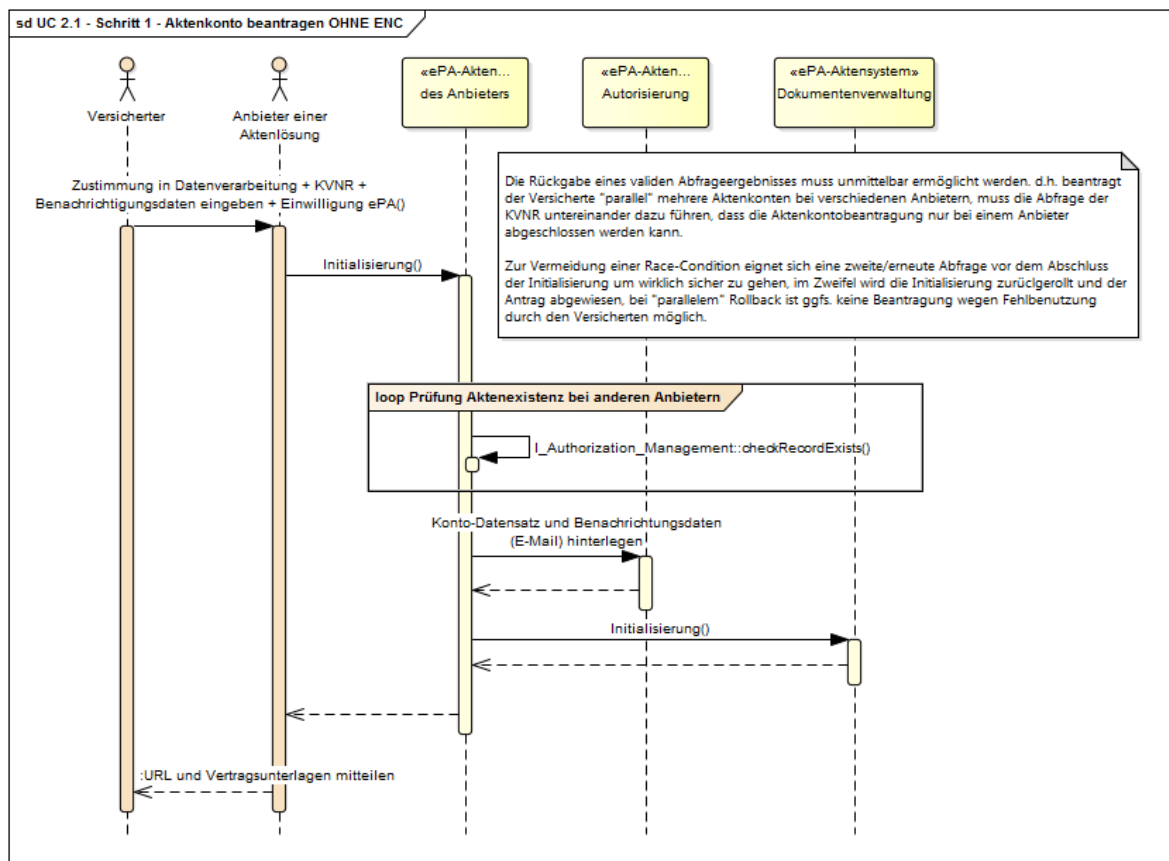 sd UC 2.1 - Schritt 1 - Aktenkonto beantragen OHNE ENC
Versicherter
Anbieter einer
Aktenlösung
«ePA-Akten...
des Anbieters
«ePA-Akten...
Autorisierung
«ePA-Aktensystem»
Dokumentenverwaltung
Die Rückgabe eines validen Abfrageergebnisses muss unmittelbar ermöglicht werden. d.h. beantragt
der Versicherte "parallel" mehrere Aktenkonten bei verschiedenen Anbietern, muss die Abfrage der
KVNR untereinander dazu führen, dass die Aktenkontobeantragung nur bei einem Anbieter
abgeschlossen werden kann.
Zur Vermeidung einer Race-Condition eignet sich eine zweite/erneute Abfrage vor dem Abschluss
der Initialisierung um wirklich sicher zu gehen, im Zweifel wird die Initialisierung zurüclgerollt und der
Antrag abgewiesen, bei "parallelem" Rollback ist ggfs. keine Beantragung wegen Fehlbenutzung
durch den Versicherten möglich.
Zustimmung in Datenverarbeitung + KVNR +
Benachrichtigungsdaten eingeben + Einwilligung ePA()
Initialisierung()
loop Prüfung Aktenexistenz bei anderen Anbietern
I_Authorization_Management::checkRecordExists()
Konto-Datensatz und Benachrichtungsdaten
(E-Mail) hinterlegen
Initialisierung()
:URL und Vertragsunterlagen mitteilen